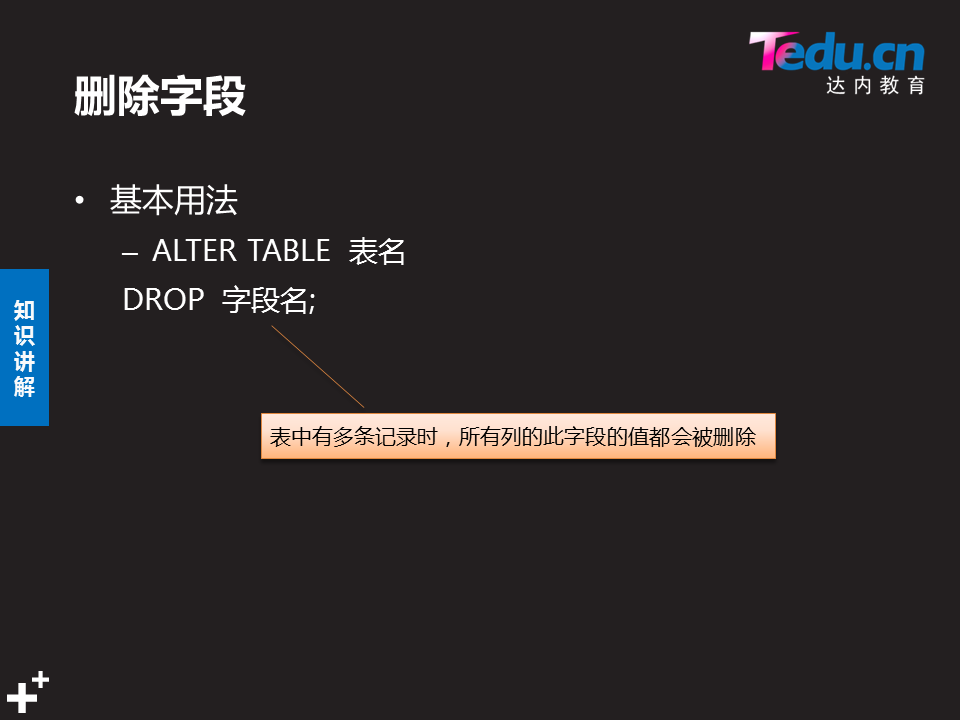 Tedu.cn
达内教育
删除字段
• 基本用法
– ALTER TABLE 表名
DROP 字段名;
知
识
讲
解
表中有多条记录时，所有列的此字段的值都会被删除